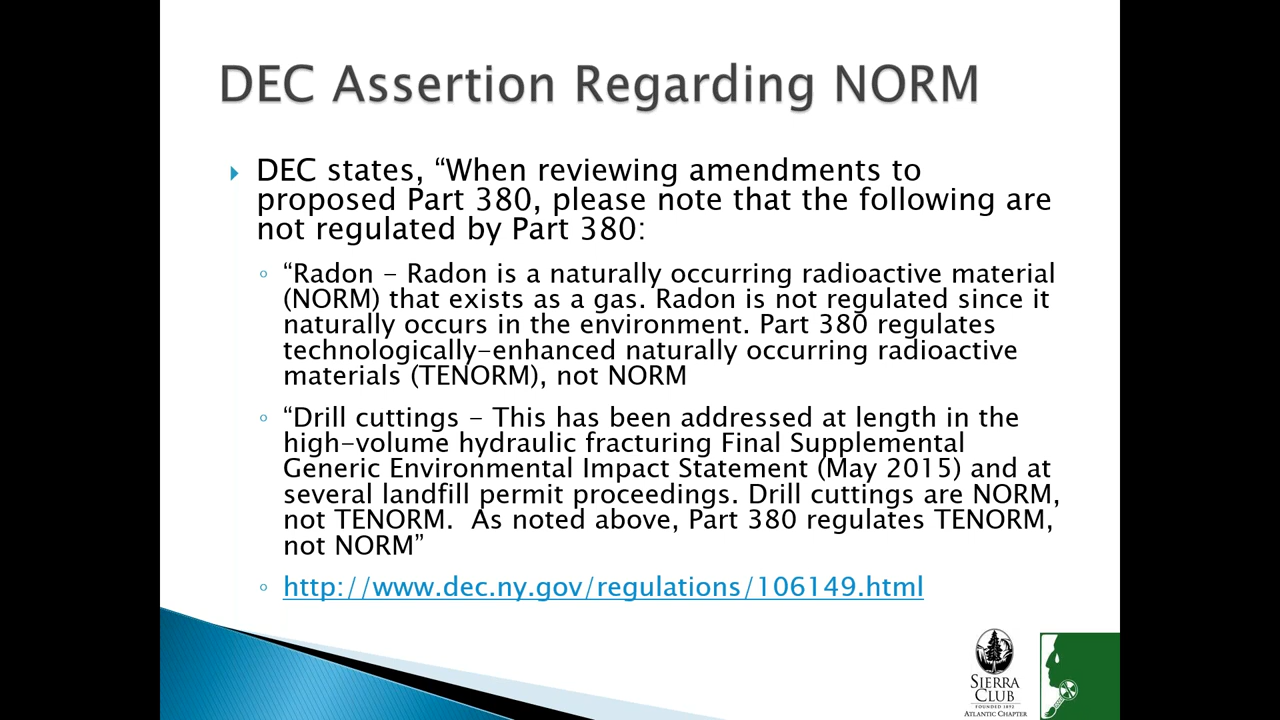 DEC Assertion Regarding NORM
DEC states, “When reviewing amendments to
proposed Part 380, please note that the following are
not regulated by Part 380:
“Radon – Radon is a naturally occurring radioactive material
(NORM) that exists as a gas. Radon is not regulated since it
naturally occurs in the environment. Part 380 regulates
technologically-enhanced naturally occurring radioactive
materials (TENORM), not NORM
“Drill cuttings – This has been addressed at length in the
high-volume hydraulic fracturing Final Supplemental
Generic Environmental Impact Statement (May 2015) and at
several landfill permit proceedings. Drill cuttings are NORM,
not TENORM.  As noted above, Part 380 regulates TENORM,
not NORM”
http://www.dec.ny.gov/regulations/106149.html
SIERRA
CLUB
FOUNDED 1892
ATLANTIC CHAPTER